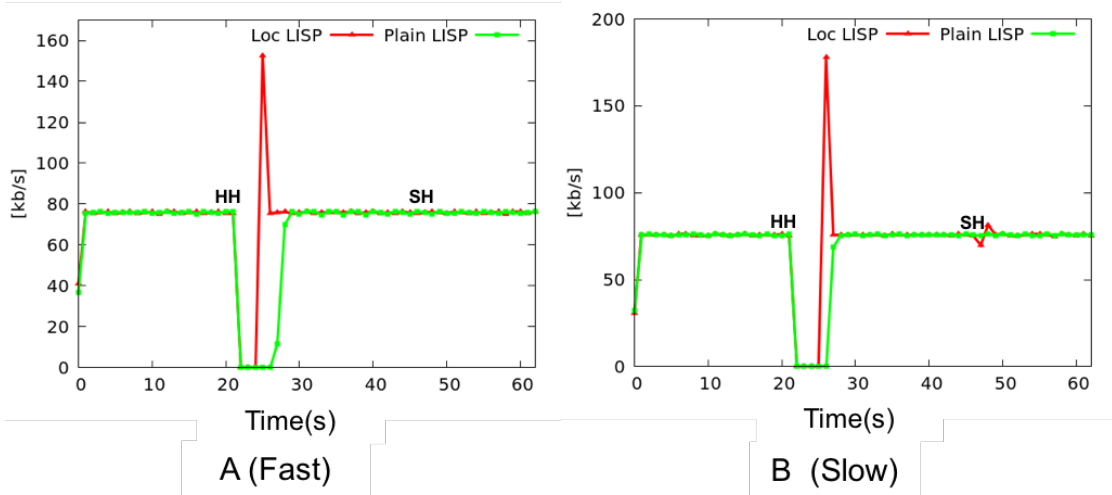 Loc LISP Plain LISP
160
140
120
100
80
60
40
20
0
[kb/s]
HH SH
0 10 20 30 40 50 60
Time(s)
A (Fast)
Loc LISP Plain LISP
200
150
100
50
0
[kb/s]
HH SH
0 10 20 30 40 50 60
Time(s)
B (Slow)